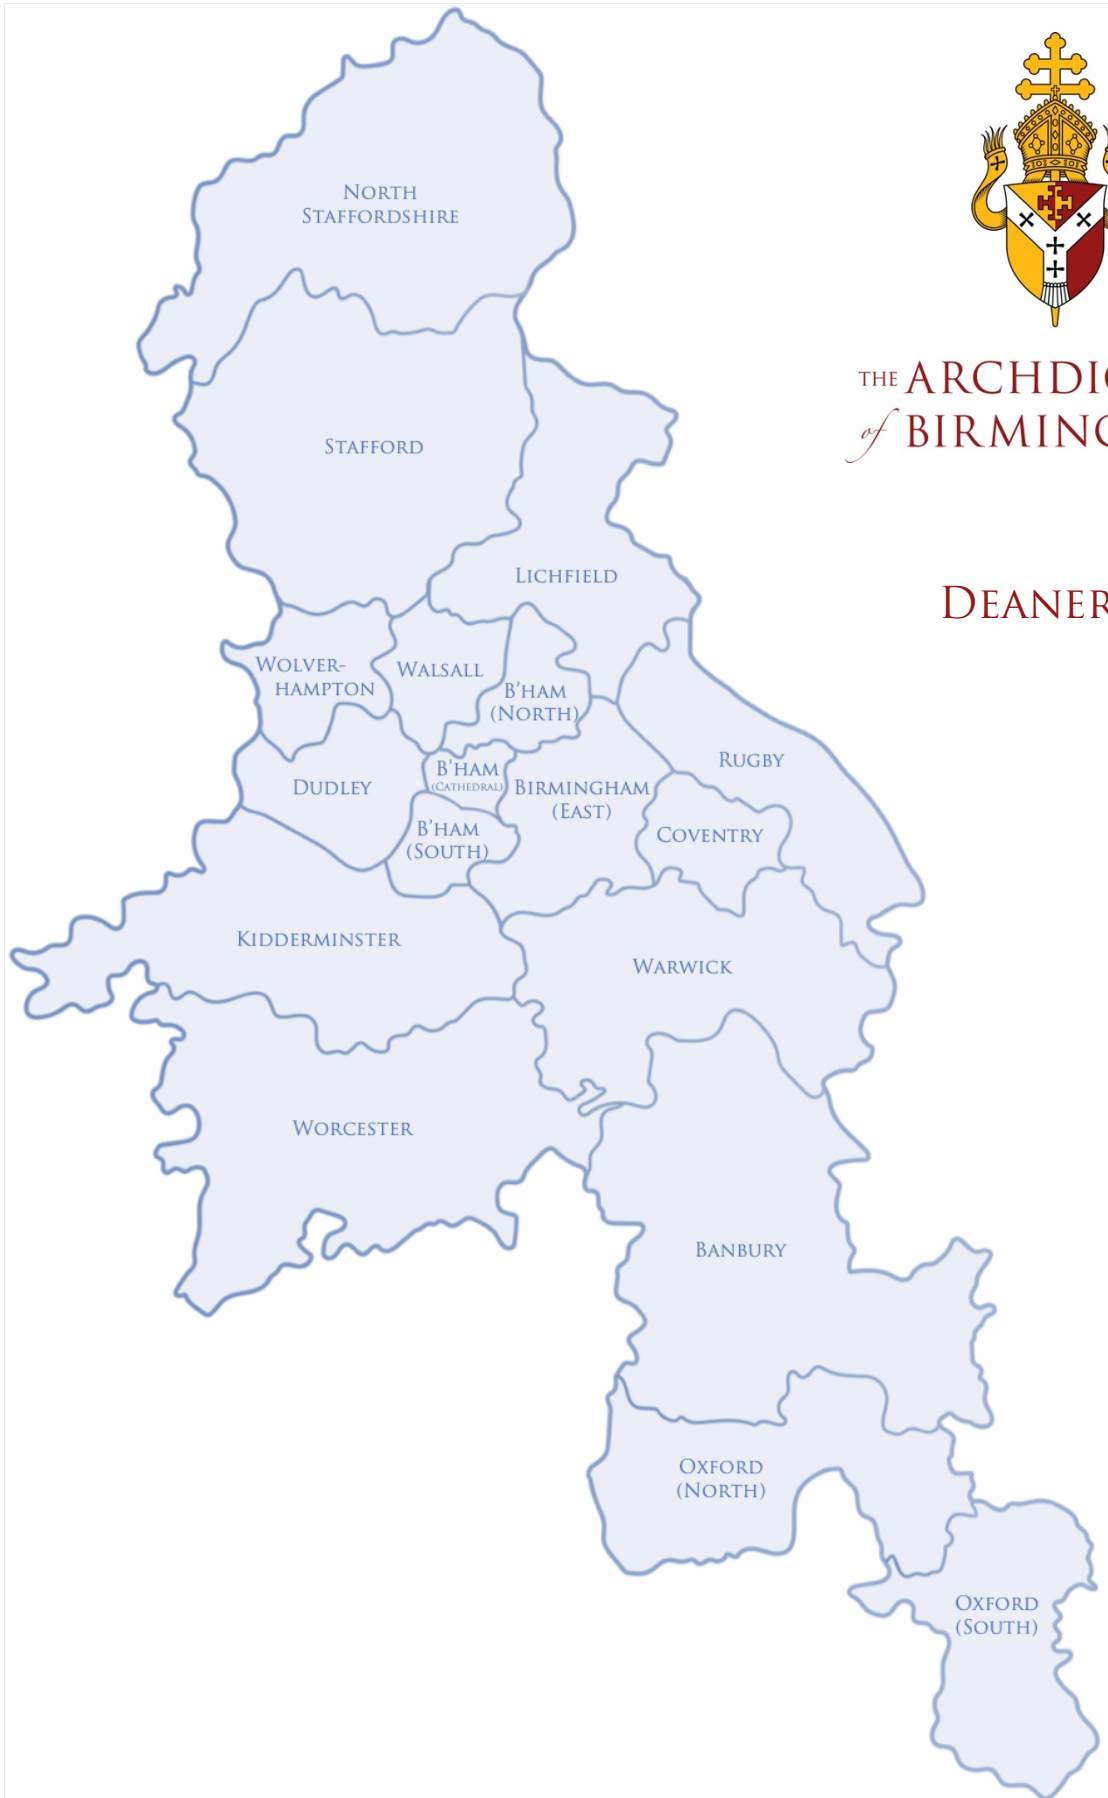 NORTH
STAFFORDSHIRE
THE ARCHDIO
of BIRMING
STAFFORD
LICHFIELD
DEANER
WOLVER-
HAMPTON
WALSALL
B'HAM
(NORTH)
RUGBY
DUDLEY
B'HAM
(CATHEDRAL)
BIRMINGHAM
(EAST)
B'HAM
(SOUTH)
COVENTRY
KIDDERMINSTER
WARWICK
WORCESTER
BANBURY
OXFORD
(NORTH)
OXFORD
(SOUTH)